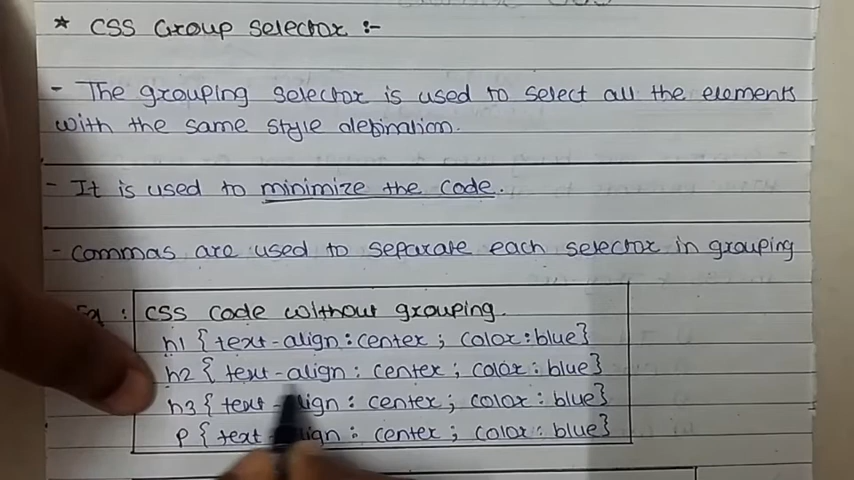 * CSS Group Selector :-
- The grouping selector is used to select all the elements
with the same style defination.
- It is used to minimize the code.
- Commas are used to separate each selector in grouping
Eg : CSS code without grouping.
h1 {text-align:center ; color:blue}
h2 {text-align : center ; color : blue}
h3 {text-align : center ; color : blue}
p {text-align : center ; color : blue}